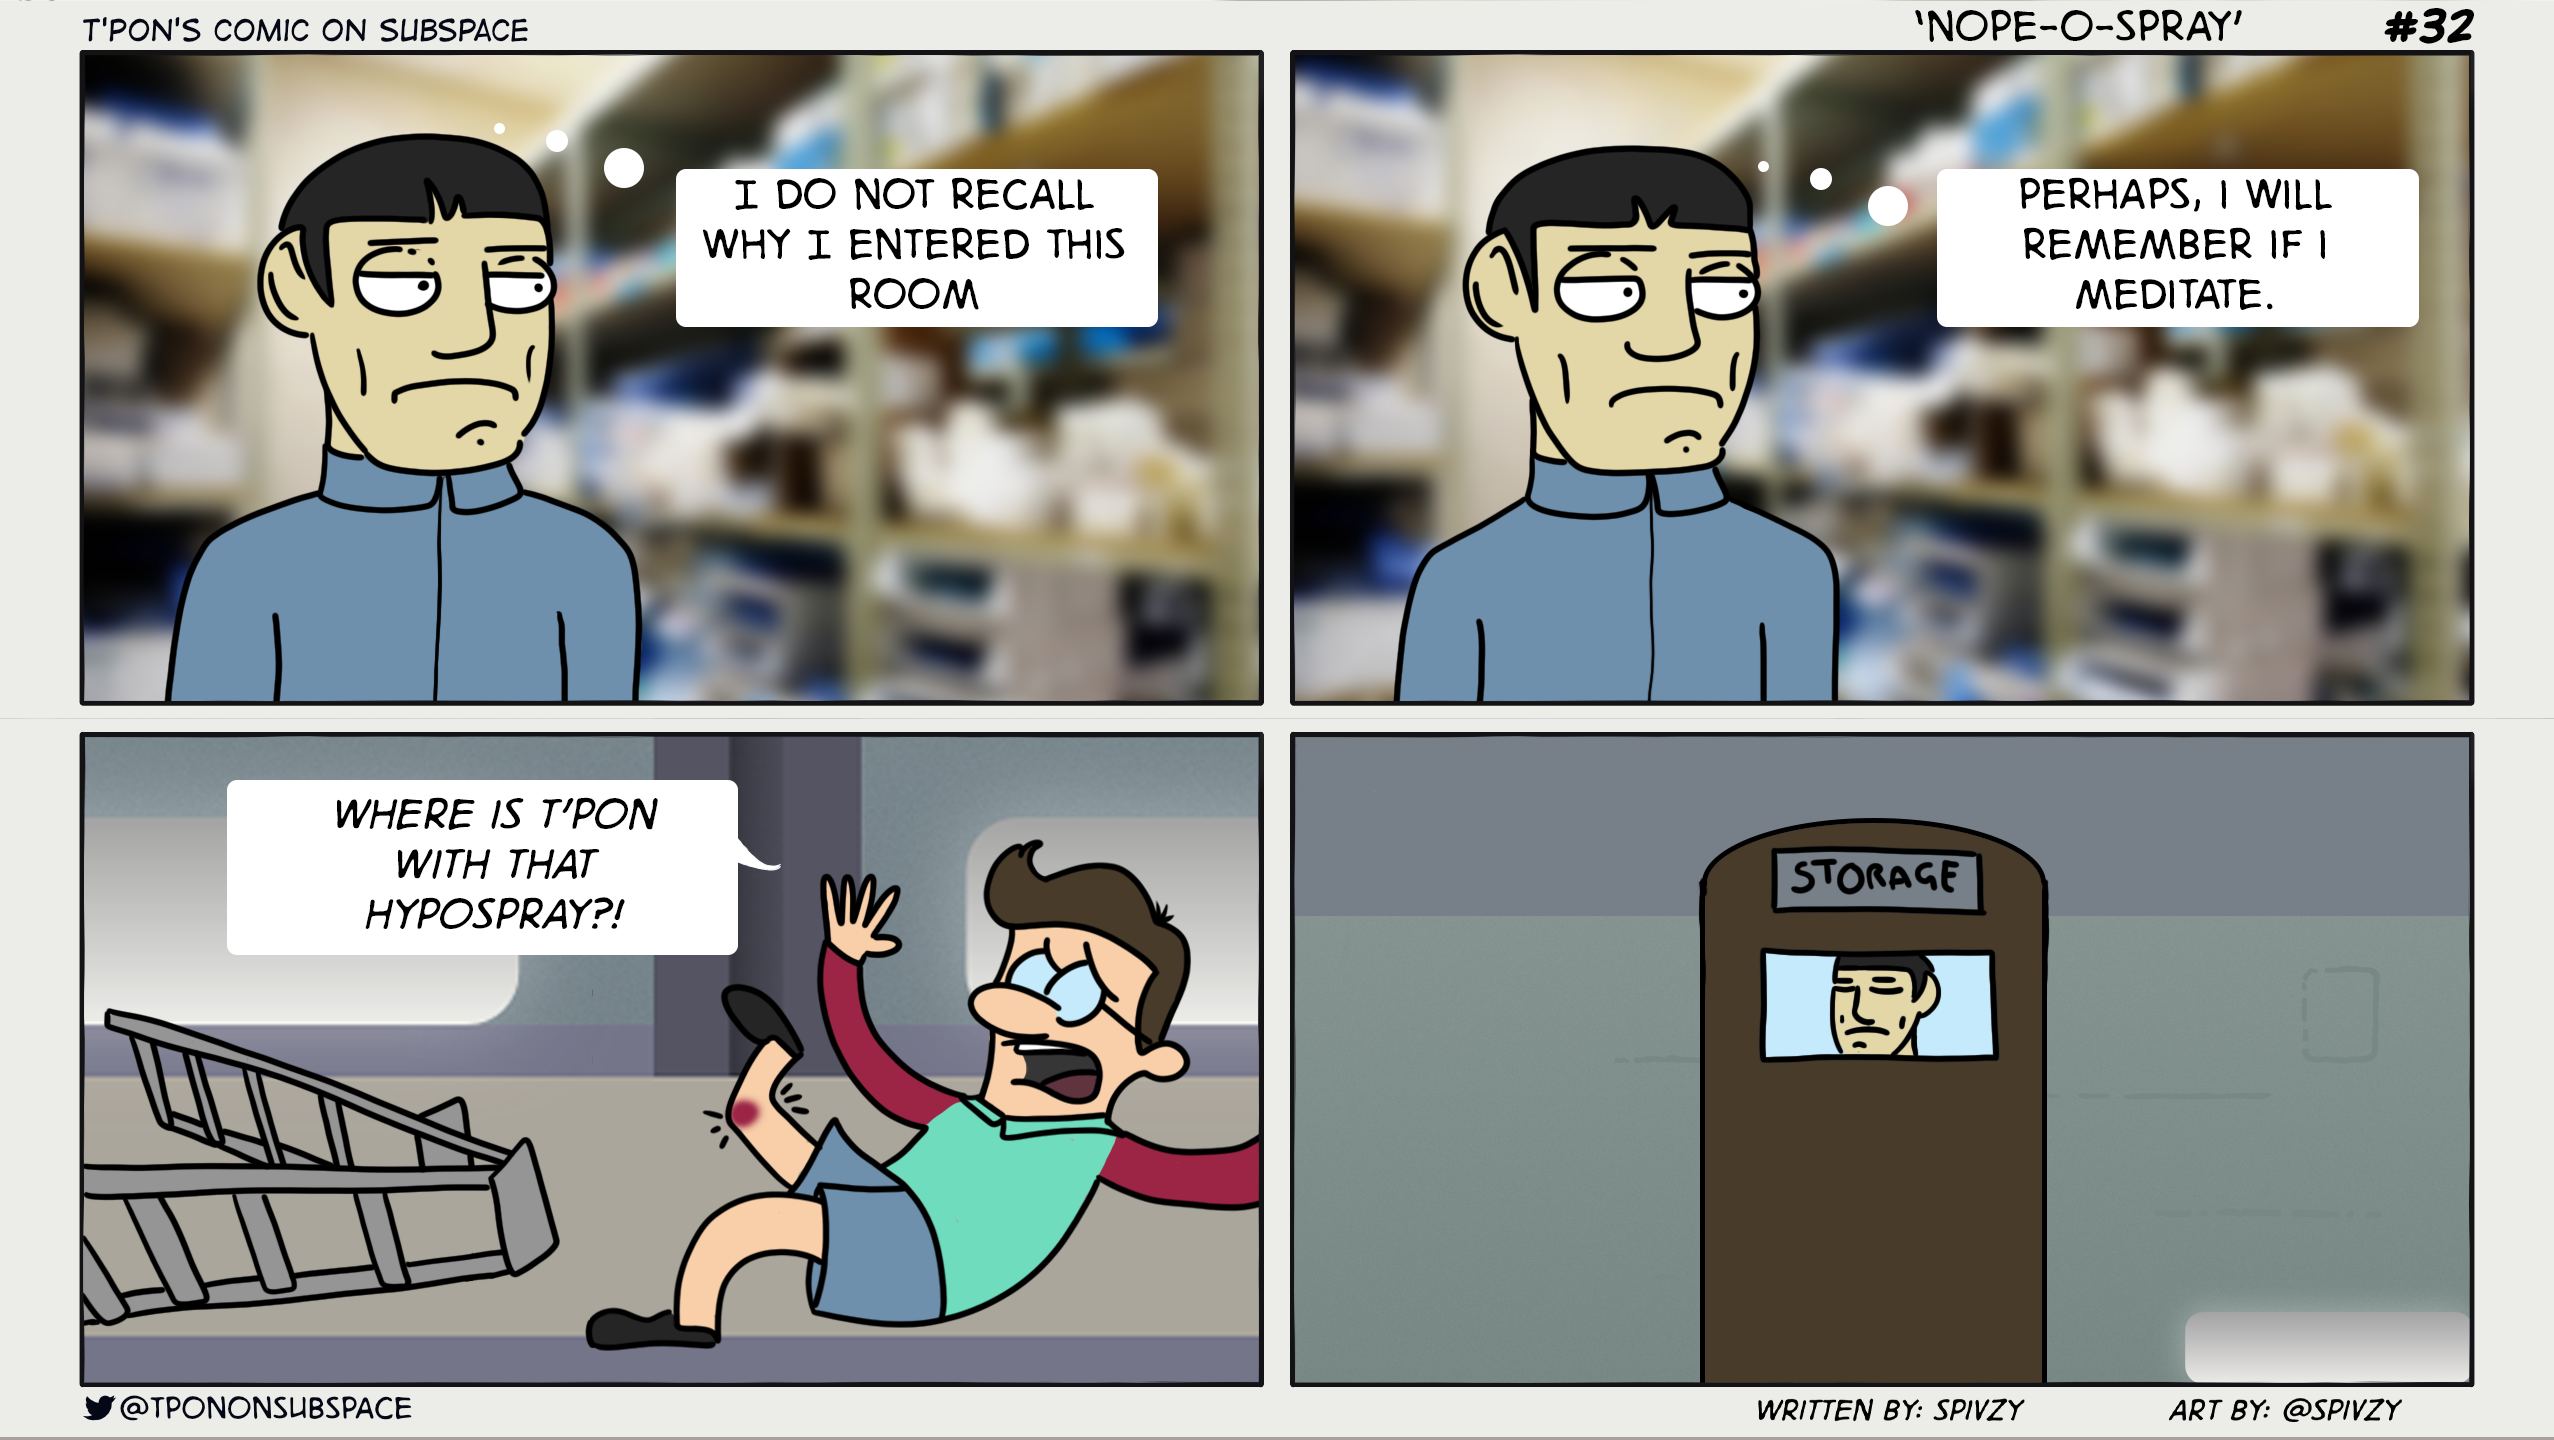 T'PON'S COMIC ON SUBSPACE
'NOPE-O-SPRAY'
#32
I DO NOT RECALL
WHY I ENTERED THIS
ROOM
PERHAPS, I WILL
REMEMBER IF I
MEDITATE.
WHERE IS T'PON
WITH THAT
HYPOSPRAY?!
STORAGE
@TPONONSUBSPACE
WRITTEN BY: SPIVZY
ART BY: @SPIVZY